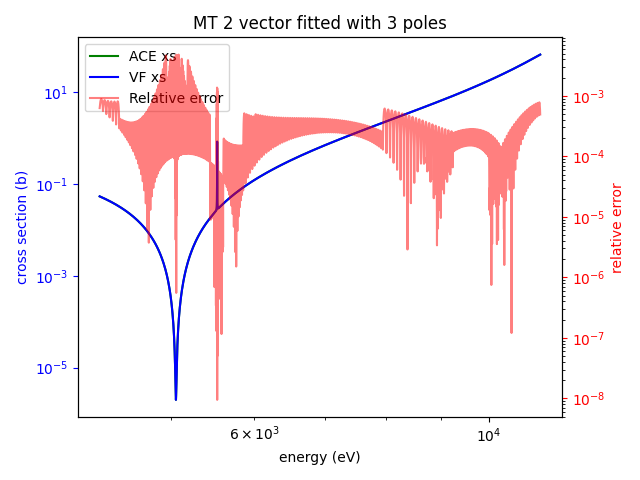 MT 2 vector fitted with 3 poles
ACE xs
VF xs
Relative error
10¹
10⁻¹
10⁻³
10⁻⁵
cross section (b)
10⁻³
10⁻⁴
10⁻⁵
10⁻⁶
10⁻⁷
10⁻⁸
relative error
6 × 10³
10⁴
energy (eV)